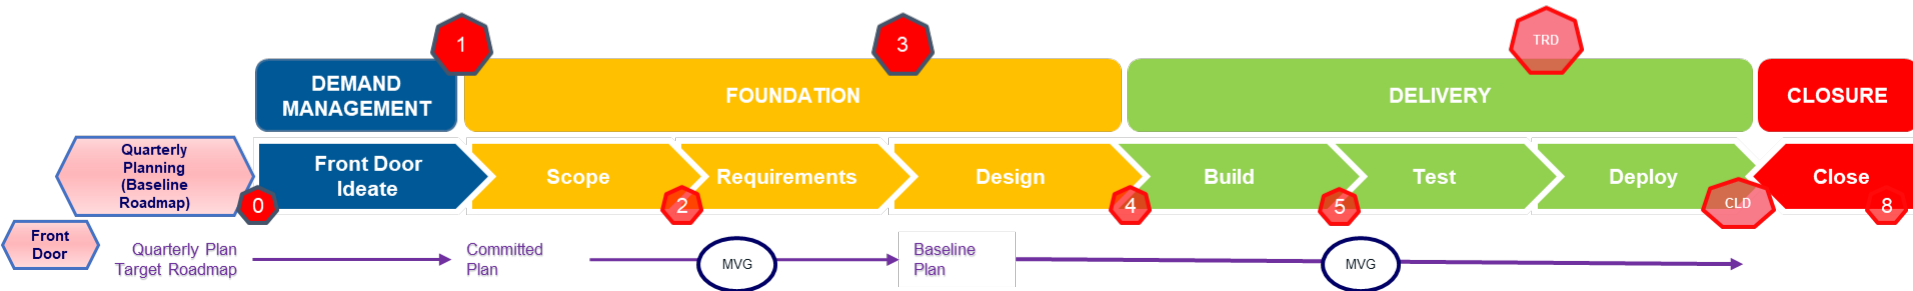 1
3
TRD
DEMAND
MANAGEMENT
FOUNDATION
DELIVERY
CLOSURE
Quarterly
Planning
(Baseline
Roadmap)
Front Door
Ideate
Scope
Requirements
Design
Build
Test
Deploy
Close
0
2
4
5
CLD
8
Front
Door
Quarterly Plan
Target Roadmap
Committed
Plan
MVG
Baseline
Plan
MVG